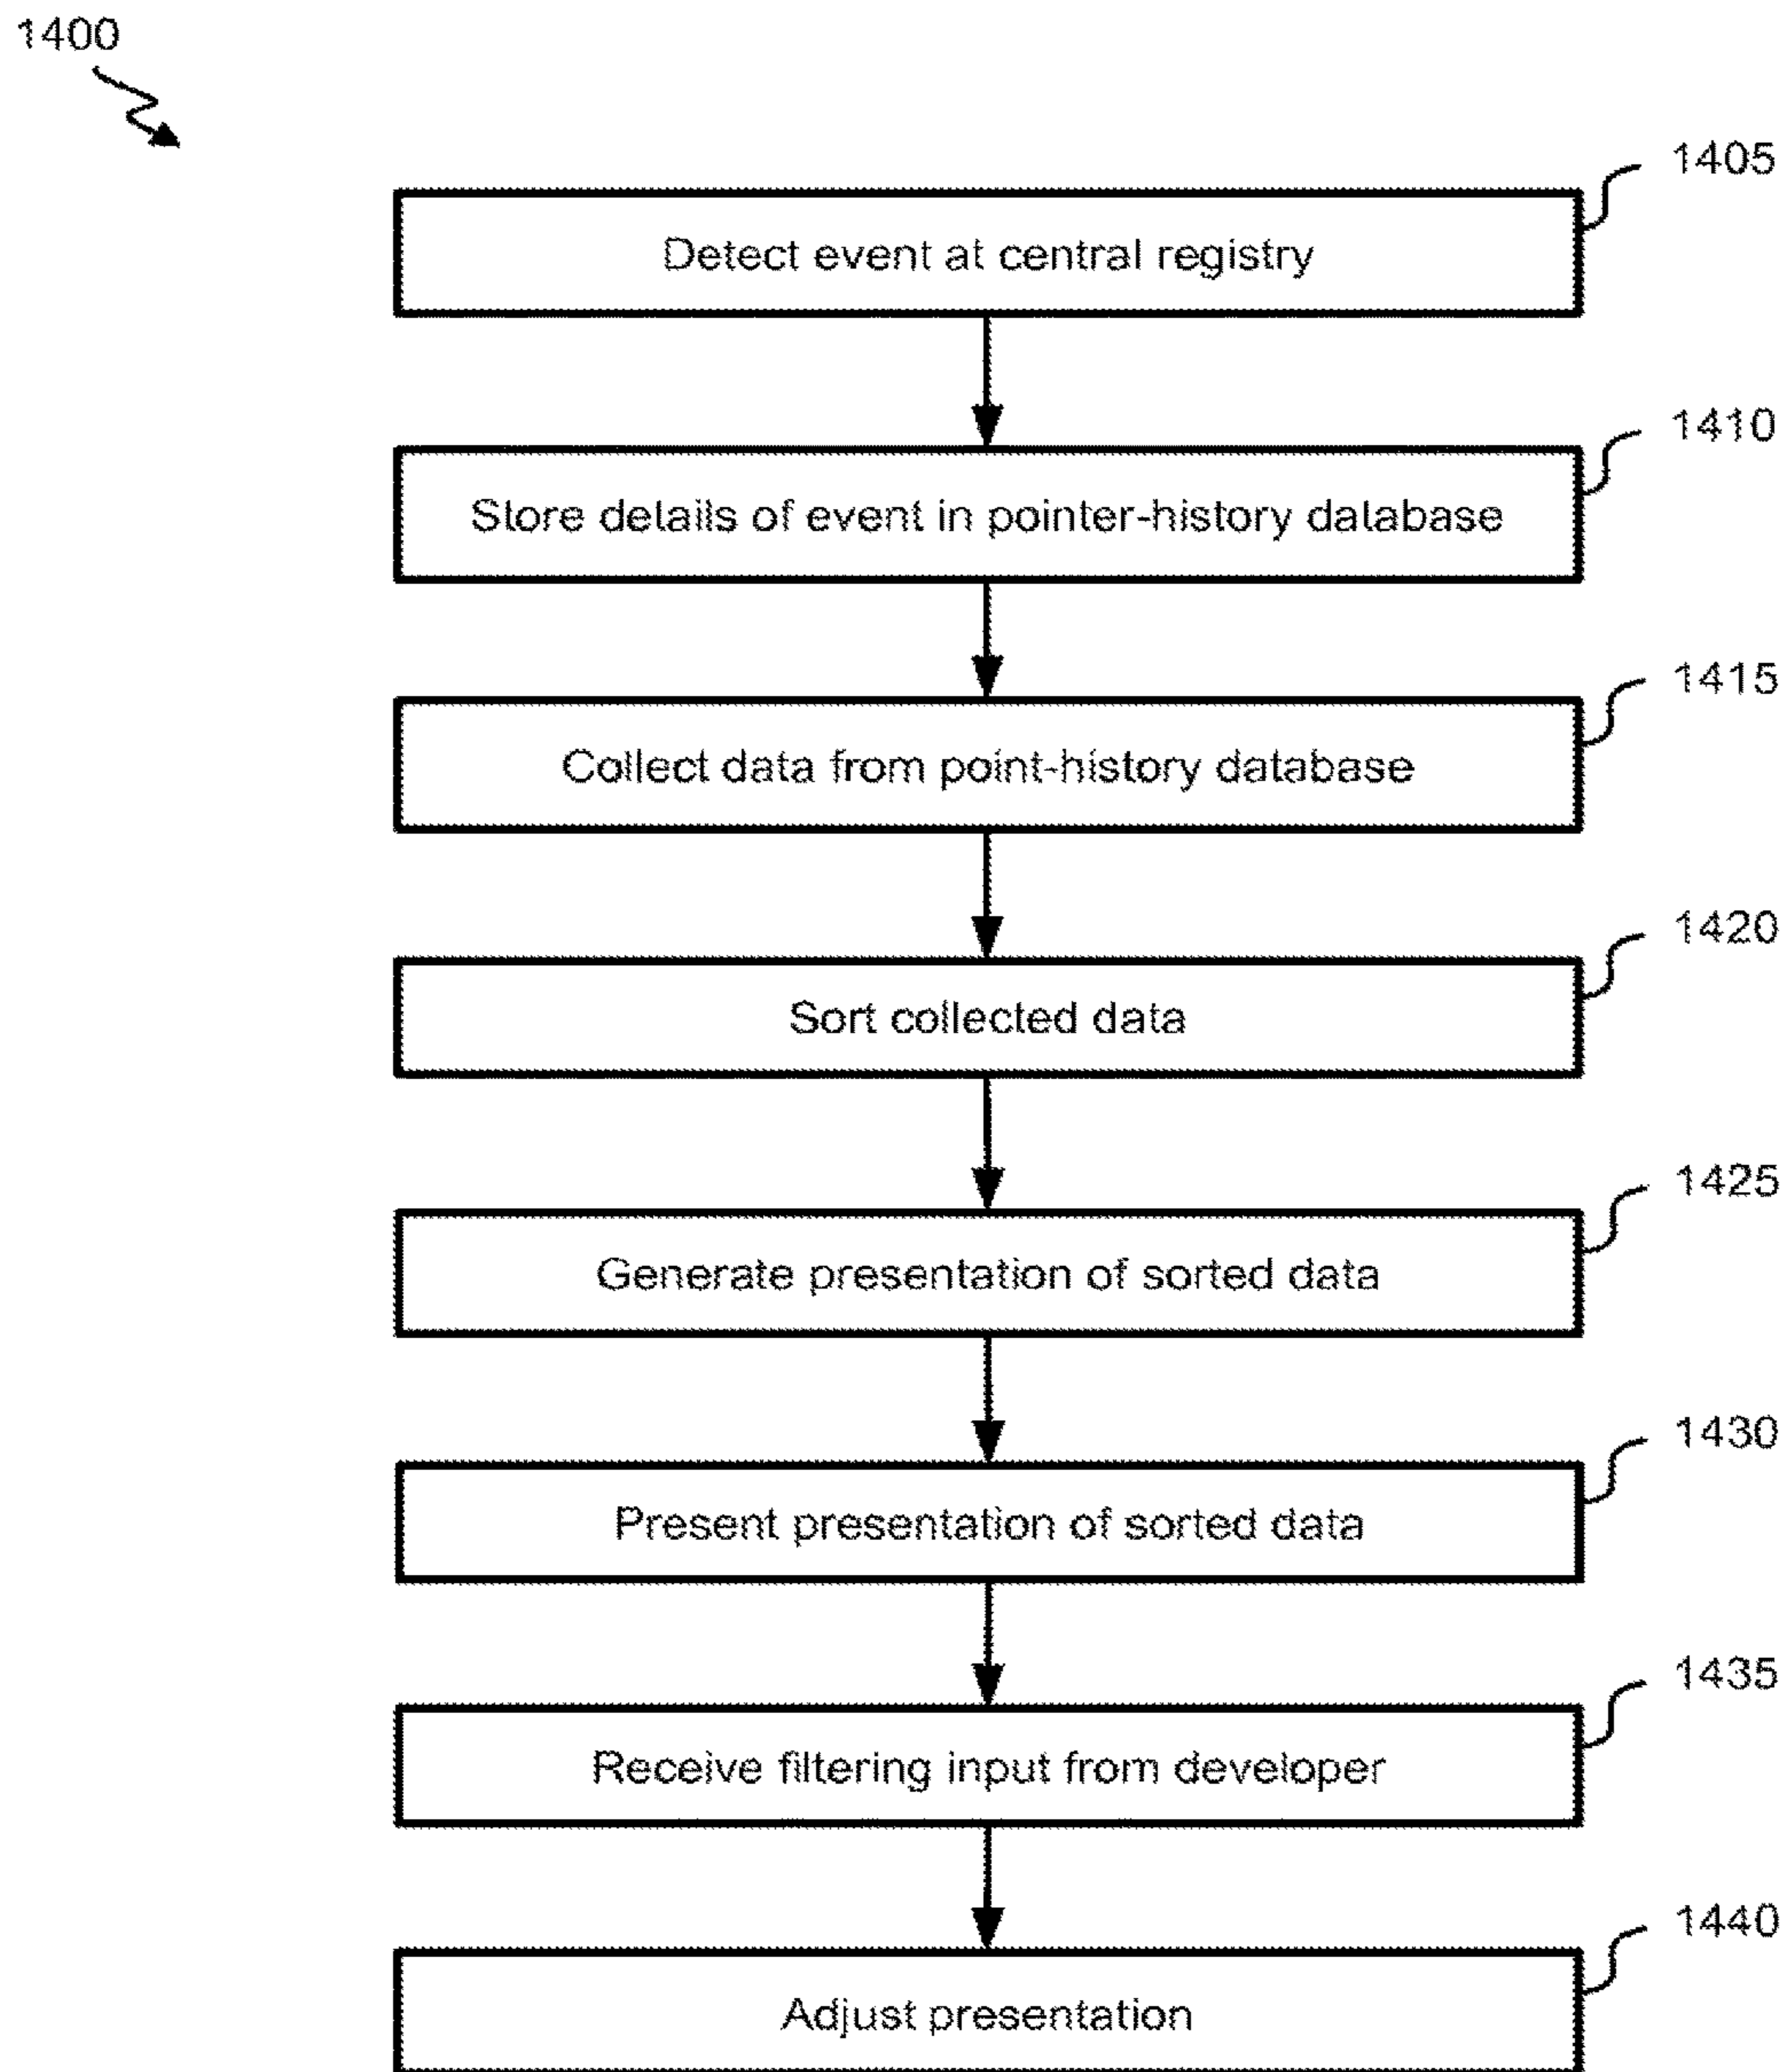 1400
1405
Detect event at central registry
1410
Store details of event in pointer-history database
1415
Collect data from point-history database
1420
Sort collected data
1425
Generate presentation of sorted data
1430
Present presentation of sorted data
1435
Receive filtering input from developer
1440
Adjust presentation